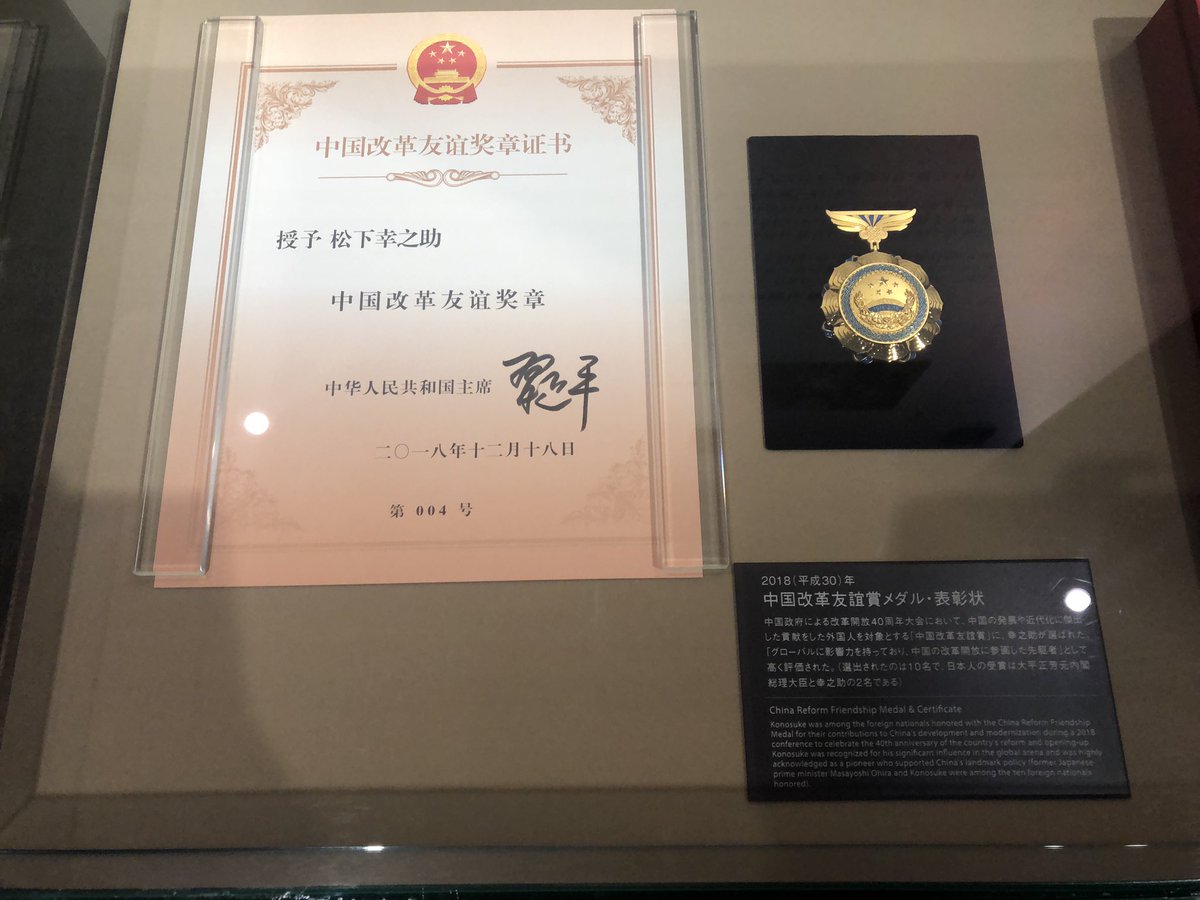 中国改革友谊奖章证书
授予 松下幸之助
中国改革友谊奖章
中华人民共和国主席 习近平
二〇一八年十二月十八日
第 004 号
2018(平成30)年
中国改革友誼賞メダル・表彰状
中国政府による改革開放40周年大会において、中国の発展や近代化に傑出
した貢献をした外国人を対象とする「中国改革友誼賞」に、幸之助が選ばれた。
「グローバルに影響力を持っており、中国の改革開放に参画した先駆者」として
高く評価された。(選出されたのは10名で、日本人の受賞は大平正芳元内閣
総理大臣と幸之助の2名である)
China Reform Friendship Medal & Certificate
Konosuke was among the foreign nationals honored with the China Reform Friendship
Medal for their contributions to China's development and modernization during a 2018
conference to celebrate the 40th anniversary of the country's reform and opening-up.
Konosuke was recognized for his significant influence in the global arena and was highly
acknowledged as a pioneer who supported China's landmark policy (former Japanese
prime minister Masayoshi Ohira and Konosuke were among the ten foreign nationals
honored).